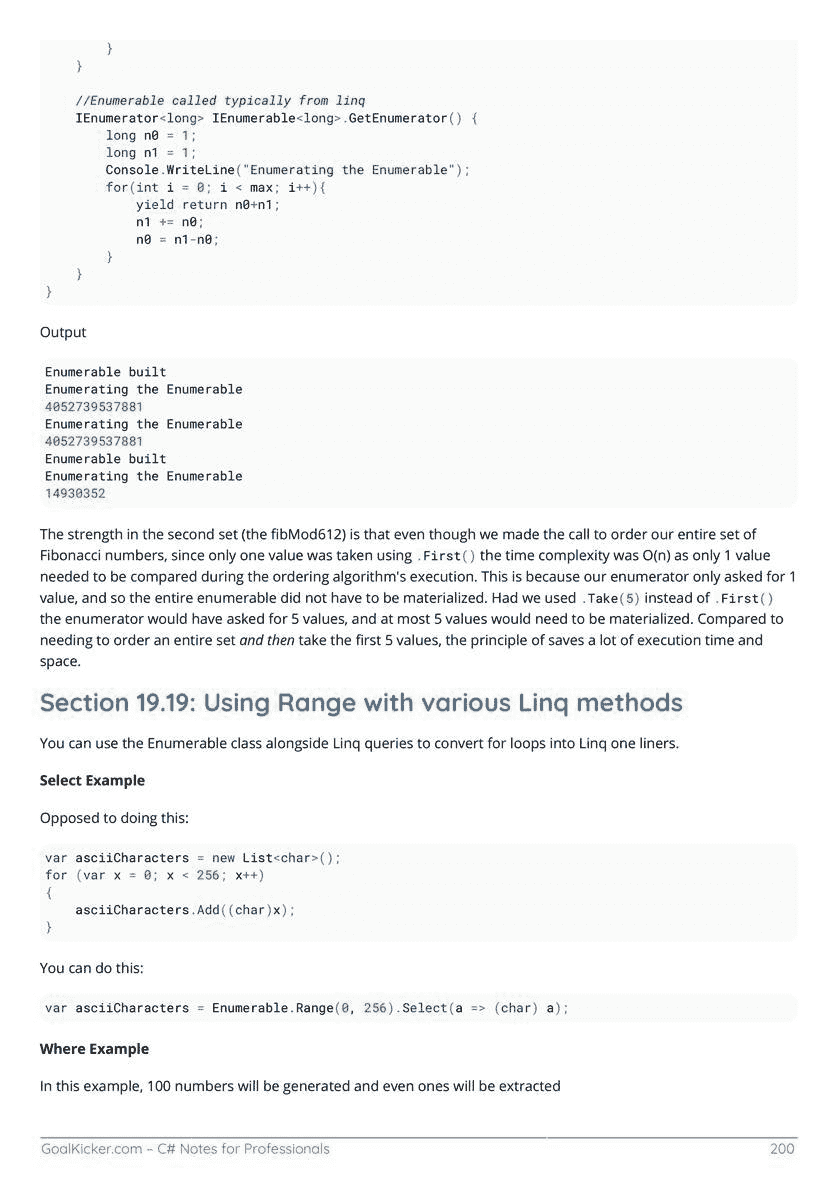 }
    }

    //Enumerable called typically from linq
    IEnumerator<long> IEnumerable<long>.GetEnumerator() {
        long n0 = 1;
        long n1 = 1;
        Console.WriteLine("Enumerating the Enumerable");
        for(int i = 0; i < max; i++){
            yield return n0+n1;
            n1 += n0;
            n0 = n1-n0;
        }
    }
}
Output
Enumerable built
Enumerating the Enumerable
4052739537881
Enumerating the Enumerable
4052739537881
Enumerable built
Enumerating the Enumerable
14930352
The strength in the second set (the fibMod612) is that even though we made the call to order our entire set of
Fibonacci numbers, since only one value was taken using .First() the time complexity was O(n) as only 1 value
needed to be compared during the ordering algorithm's execution. This is because our enumerator only asked for 1
value, and so the entire enumerable did not have to be materialized. Had we used .Take(5) instead of .First()
the enumerator would have asked for 5 values, and at most 5 values would need to be materialized. Compared to
needing to order an entire set and then take the first 5 values, the principle of saves a lot of execution time and
space.
Section 19.19: Using Range with various Linq methods
You can use the Enumerable class alongside Linq queries to convert for loops into Linq one liners.
Select Example
Opposed to doing this:
var asciiCharacters = new List<char>();
for (var x = 0; x < 256; x++)
{
    asciiCharacters.Add((char)x);
}
You can do this:
var asciiCharacters = Enumerable.Range(0, 256).Select(a => (char) a);
Where Example
In this example, 100 numbers will be generated and even ones will be extracted
GoalKicker.com – C# Notes for Professionals 200